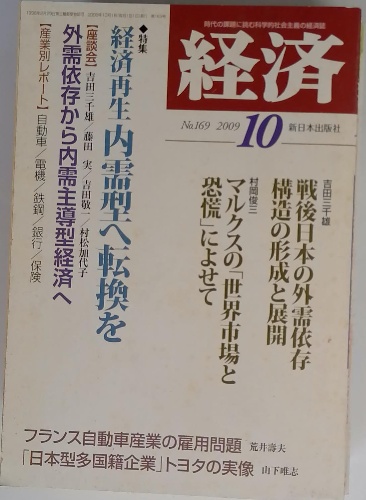 時代の課題に挑む科学的社会主義の経済誌
経済
No.169 2009 10 新日本出版社
吉田三千雄
戦後日本の外需依存
構造の形成と展開
村岡俊三
マルクスの「世界市場と
恐慌」によせて
◆特集
経済再生 内需型へ転換を
【座談会】吉田三千雄／藤田 実／吉田敬一／村松加代子
外需依存から内需主導型経済へ
【産業別レポート】自動車／電機／鉄鋼／銀行／保険
フランス自動車産業の雇用問題 荒井壽夫
「日本型多国籍企業」トヨタの実像 山下唯志